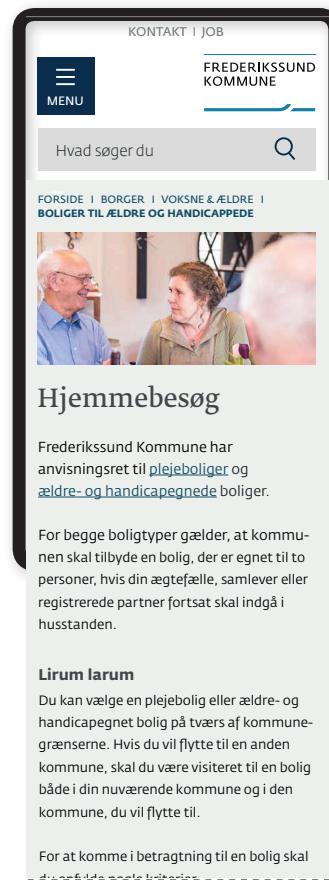 KONTAKT I JOB
FREDERIKSSUND
KOMMUNE
MENU
Hvad søger du
FORSIDE I BORGER I VOKSNE & ÆLDRE I
BOLIGER TIL ÆLDRE OG HANDICAPPEDE
Hjemmebesøg
Frederikssund Kommune har
anvisningsret til plejeboliger og
ældre- og handicapegnede boliger.
For begge boligtyper gælder, at kommu-
nen skal tilbyde en bolig, der er egnet til to
personer, hvis din ægtefælle, samlever eller
registrerede partner fortsat skal indgå i
husstanden.
Lirum larum
Du kan vælge en plejebolig eller ældre- og
handicapegnet bolig på tværs af kommune-
grænserne. Hvis du vil flytte til en anden
kommune, skal du være visiteret til en bolig
både i din nuværende kommune og i den
kommune, du vil flytte til.
For at komme i betragtning til en bolig skal
du opfylde nogle kriterier